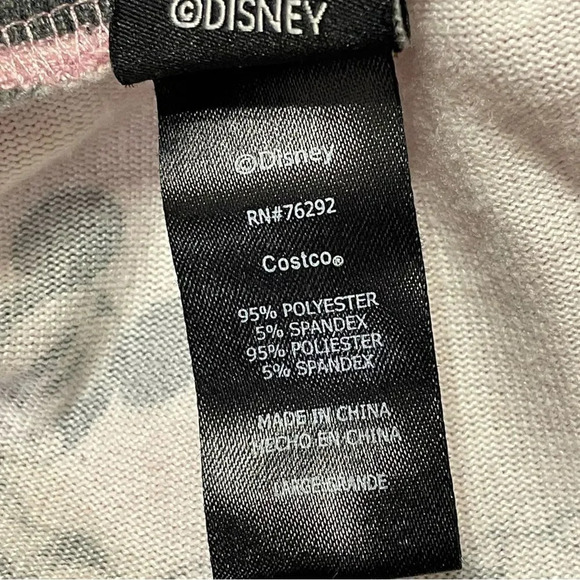 ©DISNEY
©Disney
RN#76292
Costco®
95% POLYESTER
5% SPANDEX
95% POLIESTER
5% SPANDEX
MADE IN CHINA
HECHO EN CHINA
LARGE/GRANDE